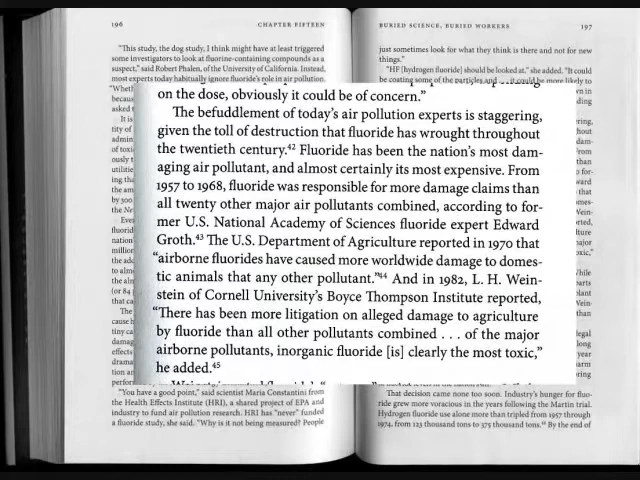 196
CHAPTER FIFTEEN
"This study, the dog study, I think might have at least triggered
some investigators to look at fluorine-containing compounds as a
suspect," said Robert Phalen, of the University of California. Instead,
most experts today habitually ignore fluoride's role in air pollution.
BURIED SCIENCE, BURIED WORKERS
197
just sometimes look for what they think is there and not for new
things."
"HF [hydrogen fluoride] should be looked at," she added. "It could
be coating some of the particles and
on the dose, obviously it could be of concern."
The befuddlement of today's air pollution experts is staggering,
given the toll of destruction that fluoride has wrought throughout
the twentieth century.42 Fluoride has been the nation's most dam-
aging air pollutant, and almost certainly its most expensive. From
1957 to 1968, fluoride was responsible for more damage claims than
all twenty other major air pollutants combined, according to for-
mer U.S. National Academy of Sciences fluoride expert Edward
Groth.43 The U.S. Department of Agriculture reported in 1970 that
"airborne fluorides have caused more worldwide damage to domes-
tic animals that any other pollutant."44 And in 1982, L. H. Wein-
stein of Cornell University's Boyce Thompson Institute reported,
"There has been more litigation on alleged damage to agriculture
by fluoride than all other pollutants combined . . . of the major
airborne pollutants, inorganic fluoride [is] clearly the most toxic,"
he added.45
"You have a good point," said scientist Maria Constantini from
the Health Effects Institute (HRI), a shared project of EPA and
industry to fund air pollution research. HRI has "never" funded
a fluoride study, she said. "Why is it not being measured? People
That decision came none too soon. Industry's hunger for fluo-
ride grew more voracious in the years following the Martin trial.
Hydrogen fluoride use alone more than tripled from 1957 through
1974, from 123 thousand tons to 375 thousand tons.46 By the end of